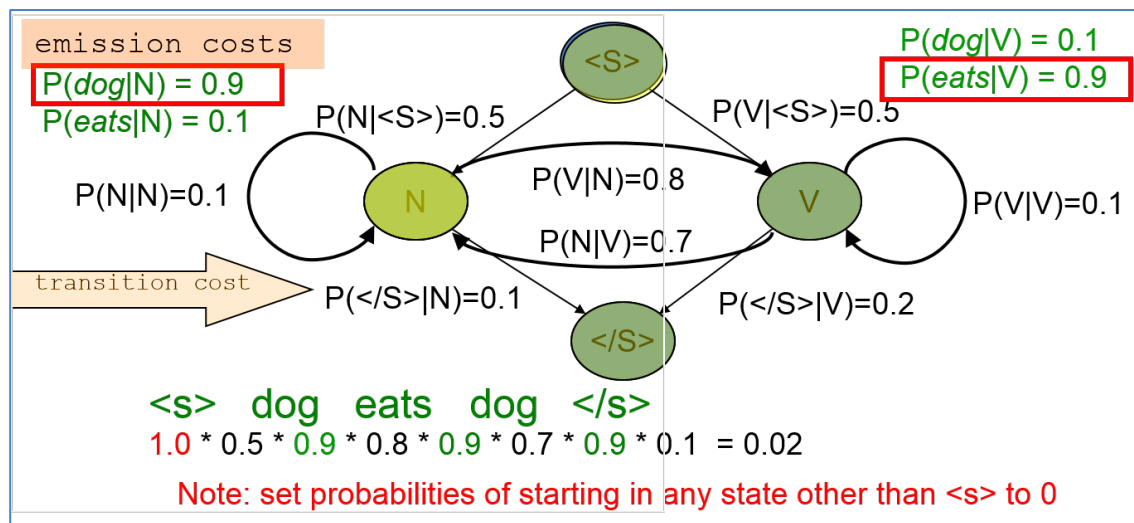 emission costs
P(dog|N) = 0.9
P(eats|N) = 0.1
P(dog|V) = 0.1
P(eats|V) = 0.9
<S>
P(N|<S>)=0.5
P(V|<S>)=0.5
P(N|N)=0.1
N
P(V|N)=0.8
V
P(V|V)=0.1
P(N|V)=0.7
transition cost
P(</S>|N)=0.1
P(</S>|V)=0.2
</S>
<s> dog eats dog </s>
1.0 * 0.5 * 0.9 * 0.8 * 0.9 * 0.7 * 0.9 * 0.1 = 0.02
Note: set probabilities of starting in any state other than <s> to 0